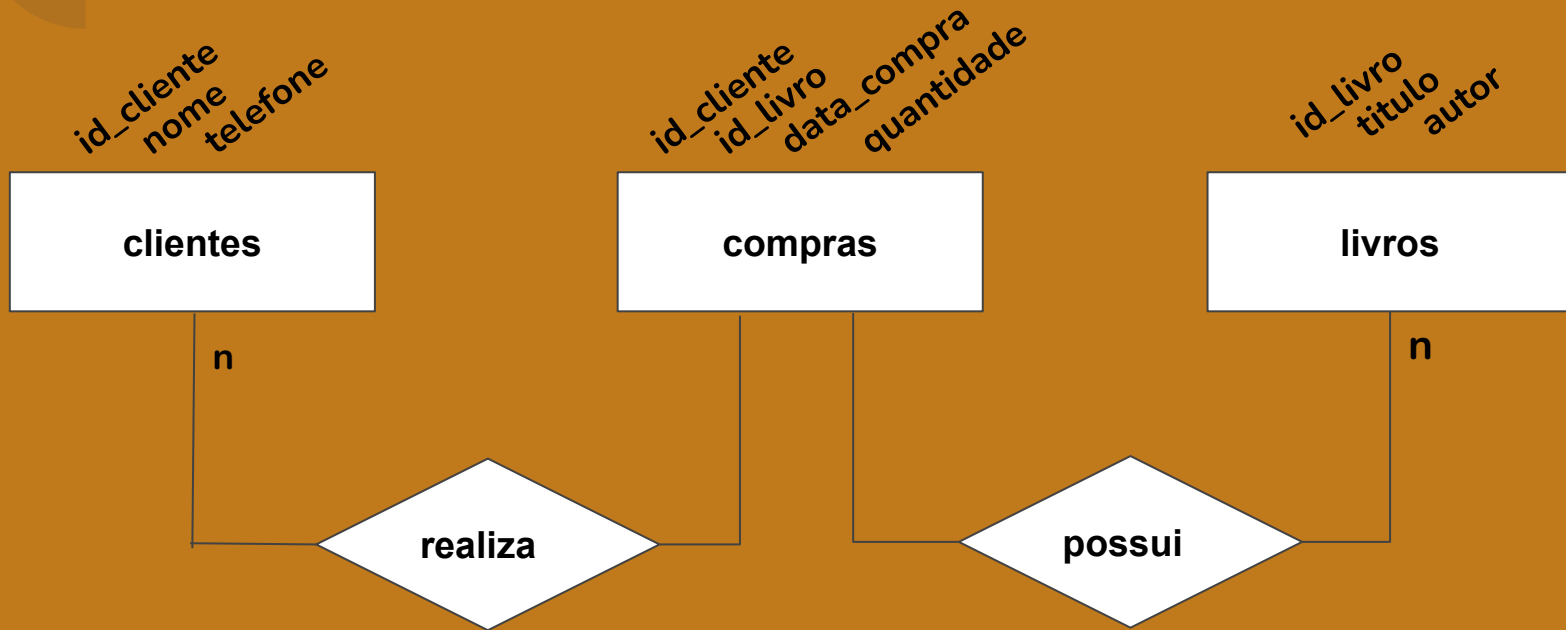 id_cliente
nome
telefone
id_cliente
id_livro
data_compra
quantidade
id_livro
titulo
autor
clientes
compras
livros
n
n
realiza
possui